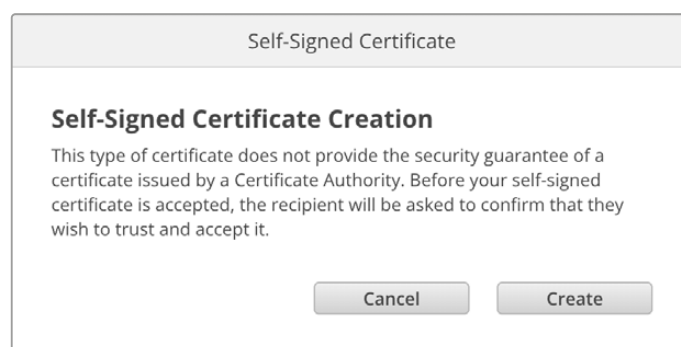 Self-Signed Certificate
Self-Signed Certificate Creation
This type of certificate does not provide the security guarantee of a
certificate issued by a Certificate Authority. Before your self-signed
certificate is accepted, the recipient will be asked to confirm that they
wish to trust and accept it.
Cancel Create